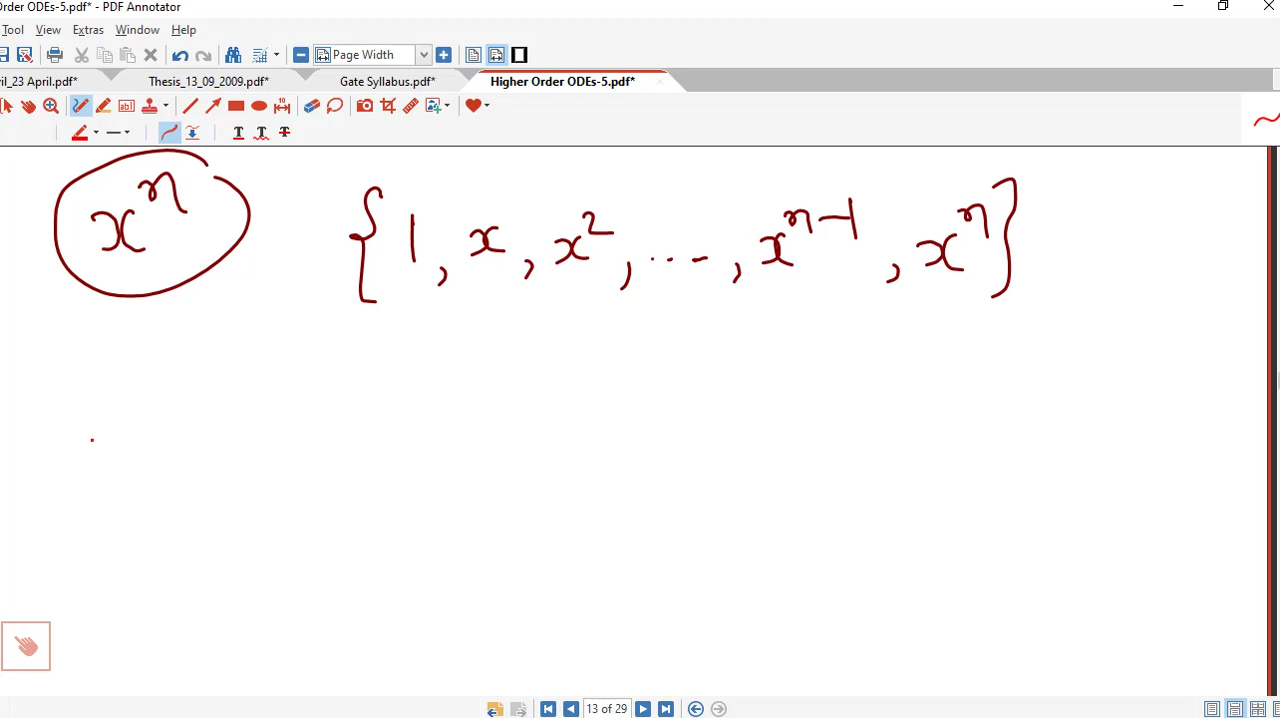 Order ODEs-5.pdf* - PDF Annotator
Tool View Extras Window Help
Page Width
il_23 April.pdf* Thesis_13_09_2009.pdf* Gate Syllabus.pdf* Higher Order ODEs-5.pdf*
x^n { 1, x, x^2, ..., x^{n-1}, x^n }
13 of 29